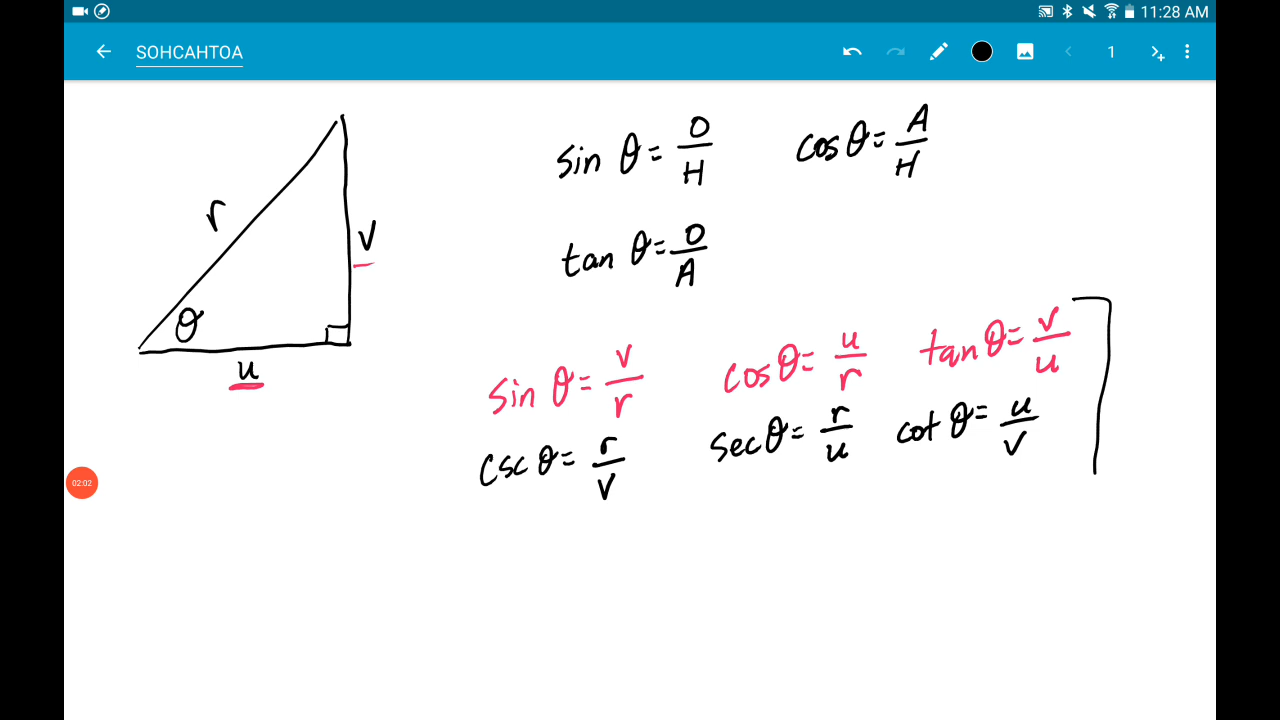 11:28 AM
SOHCAHTOA
1
sin θ = O/H
cos θ = A/H
tan θ = O/A
r
v
θ
u
sin θ = v/r
cos θ = u/r
tan θ = v/u
csc θ = r/v
sec θ = r/u
cot θ = u/v
02:02